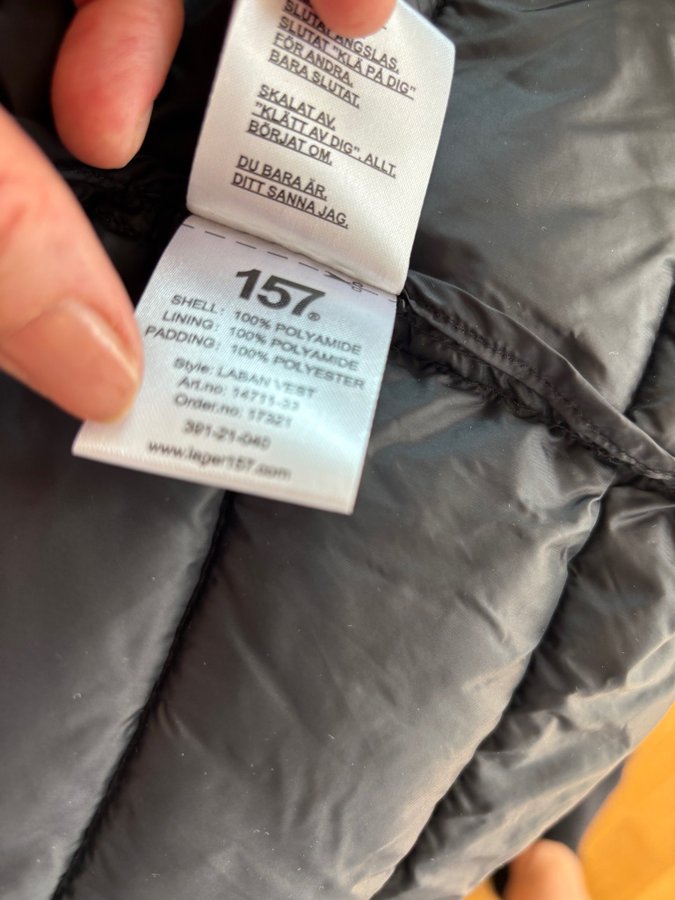 SLUTA ÄNGSLAS.
SLUTAT "KLÄ PÅ DIG"
FÖR ANDRA.
BARA SLUTAT.
SKALAT AV.
"KLÄTT AV DIG". ALLT.
BÖRJAT OM.
DU BARA ÄR.
DITT SANNA JAG.
157®
SHELL: 100% POLYAMIDE
LINING: 100% POLYAMIDE
PADDING: 100% POLYESTER
Style: LABAN VEST
Art.no: 14711-33
Order.no: 17321
391-21-040
www.lager157.com